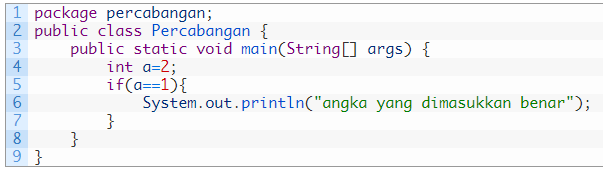 1 package percabangan;
2 public class Percabangan {
3     public static void main(String[] args) {
4         int a=2;
5         if(a==1){
6             System.out.println("angka yang dimasukkan benar");
7         }
8     }
9 }